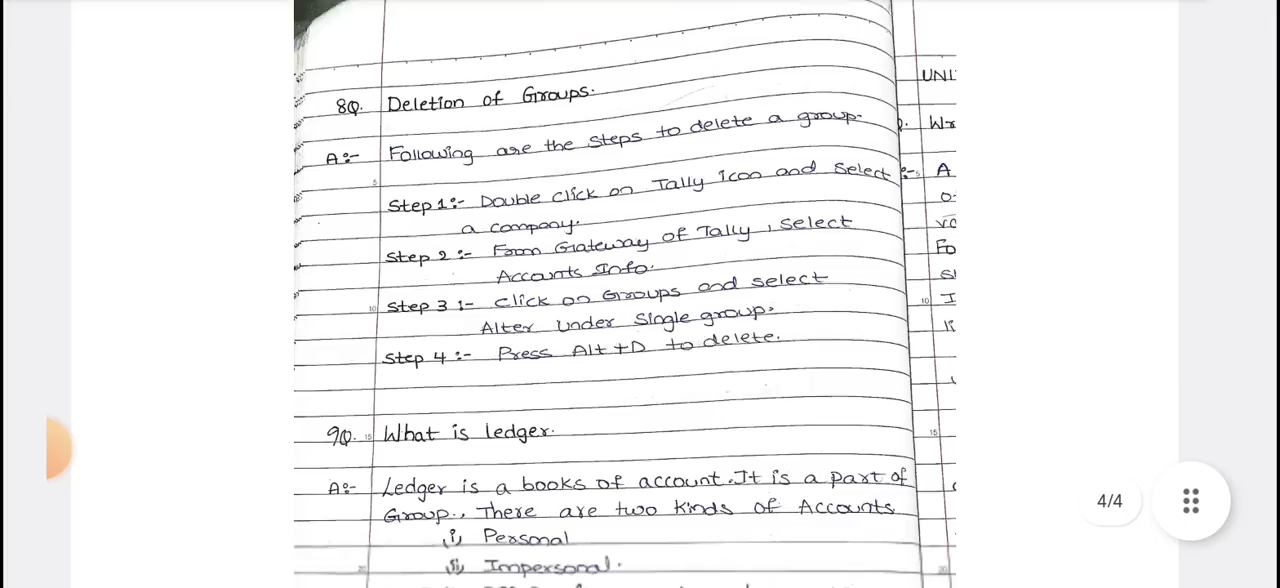 8Q. Deletion of Groups.
A:- Following are the steps to delete a group.
Step 1:- Double click on Tally icon and select
a company.
Step 2:- From Gateway of Tally, select
Accounts Info.
Step 3:- Click on Groups and select
Alter Under Single group.
Step 4:- Press Alt+D to delete.
9Q. What is ledger.
A:- Ledger is a books of account. It is a part of
Group., There are two kinds of Accounts
i) Personal
ii) Impersonal.
UNI
Wr
A
Fo
4/4